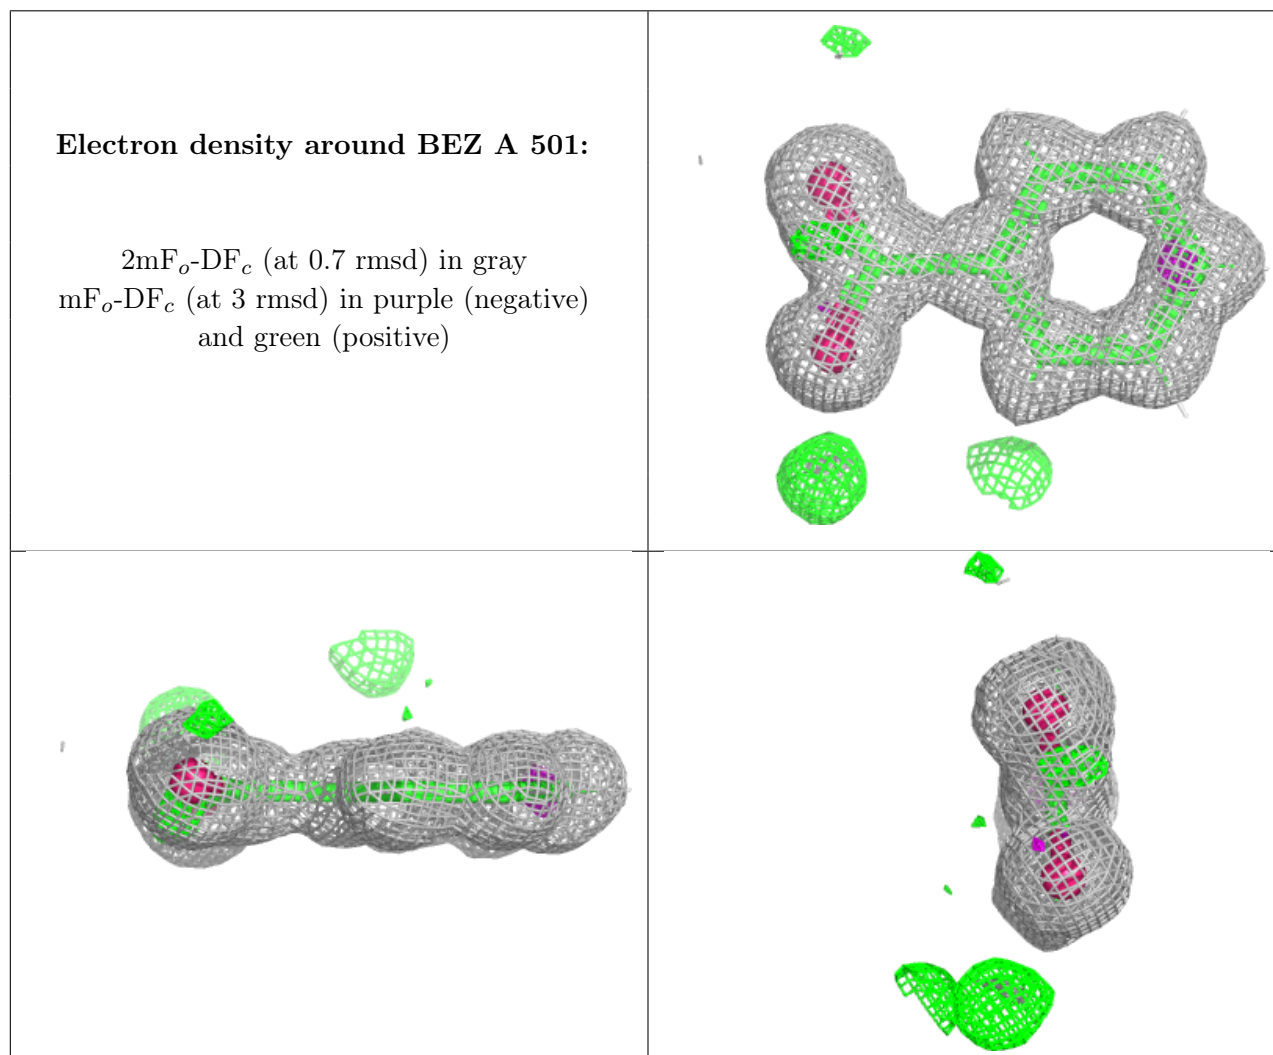 Electron density around BEZ A 501:
2mFo-DFc (at 0.7 rmsd) in gray
mFo-DFc (at 3 rmsd) in purple (negative)
and green (positive)